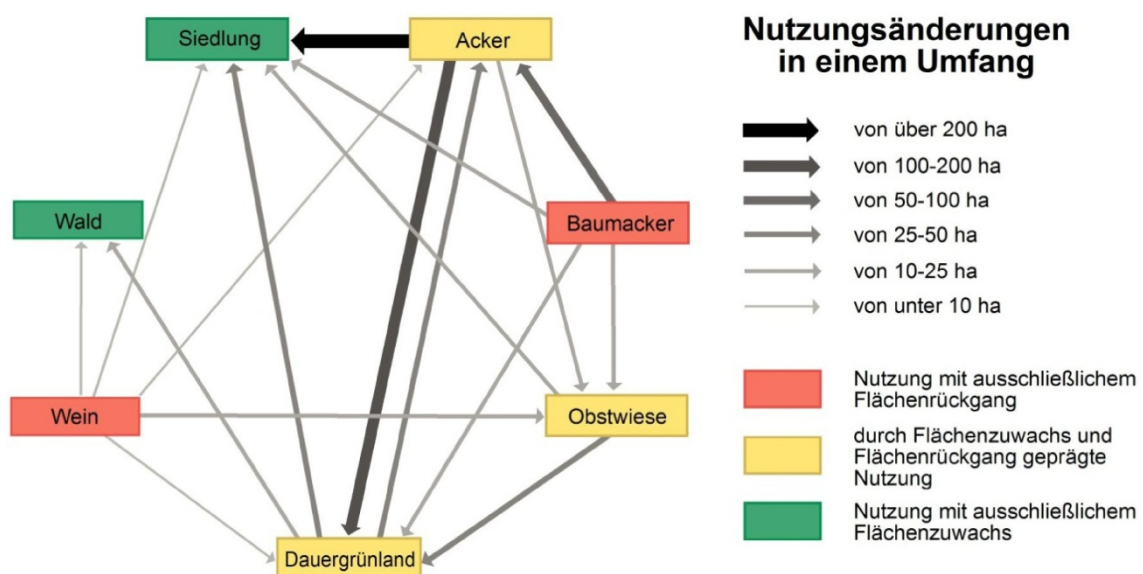 Siedlung
Acker
Wald
Baumacker
Wein
Obstwiese
Dauergrünland
Nutzungsänderungen
in einem Umfang
von über 200 ha
von 100-200 ha
von 50-100 ha
von 25-50 ha
von 10-25 ha
von unter 10 ha
Nutzung mit ausschließlichem
Flächenrückgang
durch Flächenzuwachs und
Flächenrückgang geprägte
Nutzung
Nutzung mit ausschließlichem
Flächenzuwachs